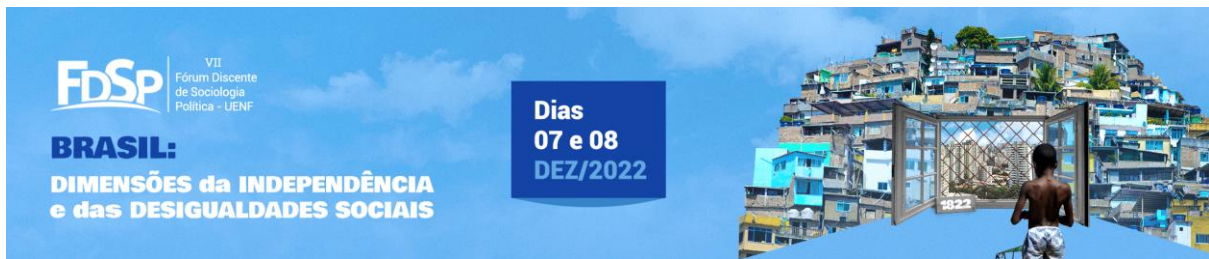 FDSP
VII
Fórum Discente
de Sociologia
Política - UENF
BRASIL:
DIMENSÕES da INDEPENDÊNCIA
e das DESIGUALDADES SOCIAIS
Dias
07 e 08
DEZ/2022
1822